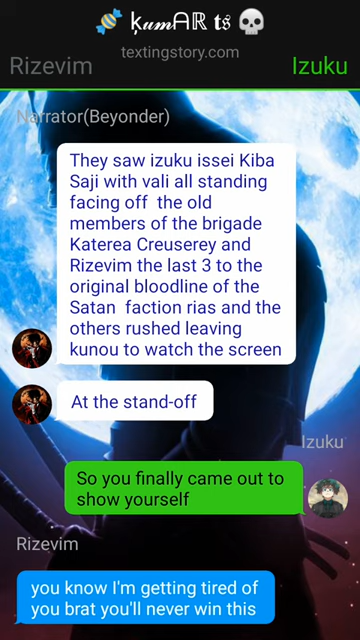 🍬 ķ𝓾𝓶ᗩℝ 𝖙𝔰 💀
textingstory.com
Rizevim Izuku
Narrator(Beyonder)
They saw izuku issei Kiba
Saji with vali all standing
facing off  the old
members of the brigade
Katerea Creuserey and
Rizevim the last 3 to the
original bloodline of the
Satan  faction rias and the
others rushed leaving
kunou to watch the screen
At the stand-off
Izuku
So you finally came out to
show yourself
Rizevim
you know I'm getting tired of
you brat you'll never win this